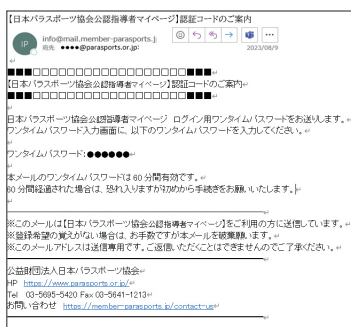 【日本パラスポーツ協会公認指導者マイページ】認証コードのご案内
IP
info@mail.member-parasports.j
宛先 ●●●●@parasports.or.jp:
2023/08/9
■■■□□□□□□□□□□□□□□□□□□■■■
【日本パラスポーツ協会公認指導者マイページ】認証コードのご案内
■■■□□□□□□□□□□□□□□□□□□■■■
日本パラスポーツ協会公認指導者マイページ ログイン用ワンタイムパスワードをお送りします。
ワンタイムパスワード入力画面に、以下のワンタイムパスワードを入力してください。
ワンタイムパスワード:●●●●●●
本メールのワンタイムパスワードは 60 分間有効です。
60 分間経過された場合は、恐れ入りますが初めから手続きをお願いいたします。
※このメールは【日本パラスポーツ協会公認指導者マイページ】をご利用の方に送信しています。
※登録希望の覚えがない場合は、お手数ですが本メールを破棄願います。
※このメールアドレスは送信専用です。ご返信いただくことはできませんのでご了承ください。
公益財団法人日本パラスポーツ協会
HP https://www.parasports.or.jp/
Tel 03-5695-5420 Fax 03-5641-1213
お問い合わせ https://member-parasports.jp/contact-us